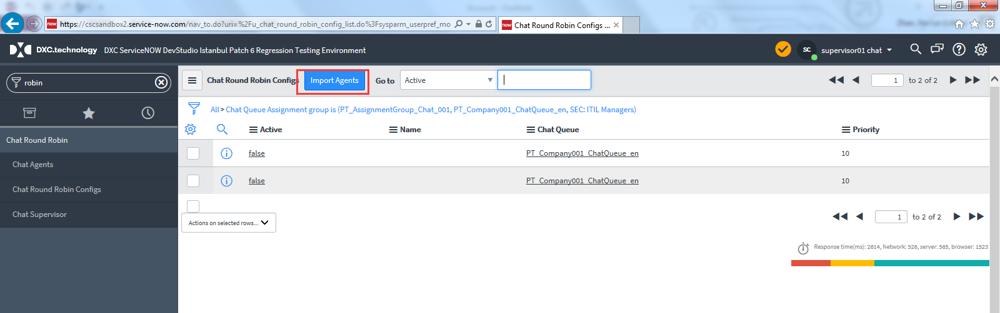 now https://cscsandbox2.service-now.com/nav_to.do?uri=%2Fu_chat_round_robin_config_list.do%3Fsysparm_userpref_mo
now Chat Round Robin Configs ...
DXC.technology DXC ServiceNOW DevStudio Istanbul Patch 6 Regression Testing Environment
SC supervisor01 chat
robin
Chat Round Robin
Chat Agents
Chat Round Robin Configs
Chat Supervisor
Chat Round Robin Configs Import Agents Go to Active 1 to 2 of 2
All > Chat Queue Assignment group is (PT_AssignmentGroup_Chat_001, PT_Company001_ChatQueue_en, SEC: ITIL Managers)
Active Name Chat Queue Priority
false PT_Company001_ChatQueue_en 10
false PT_Company001_ChatQueue_en 10
Actions on selected rows...
1 to 2 of 2
Response time(ms): 2614, Network: 526, server: 565, browser: 1523